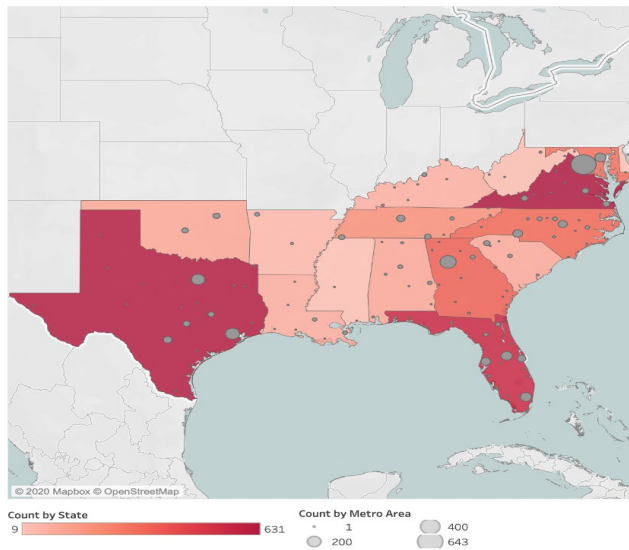 © 2020 Mapbox © OpenStreetMap
Count by State
9 631
Count by Metro Area
1 400
200 643